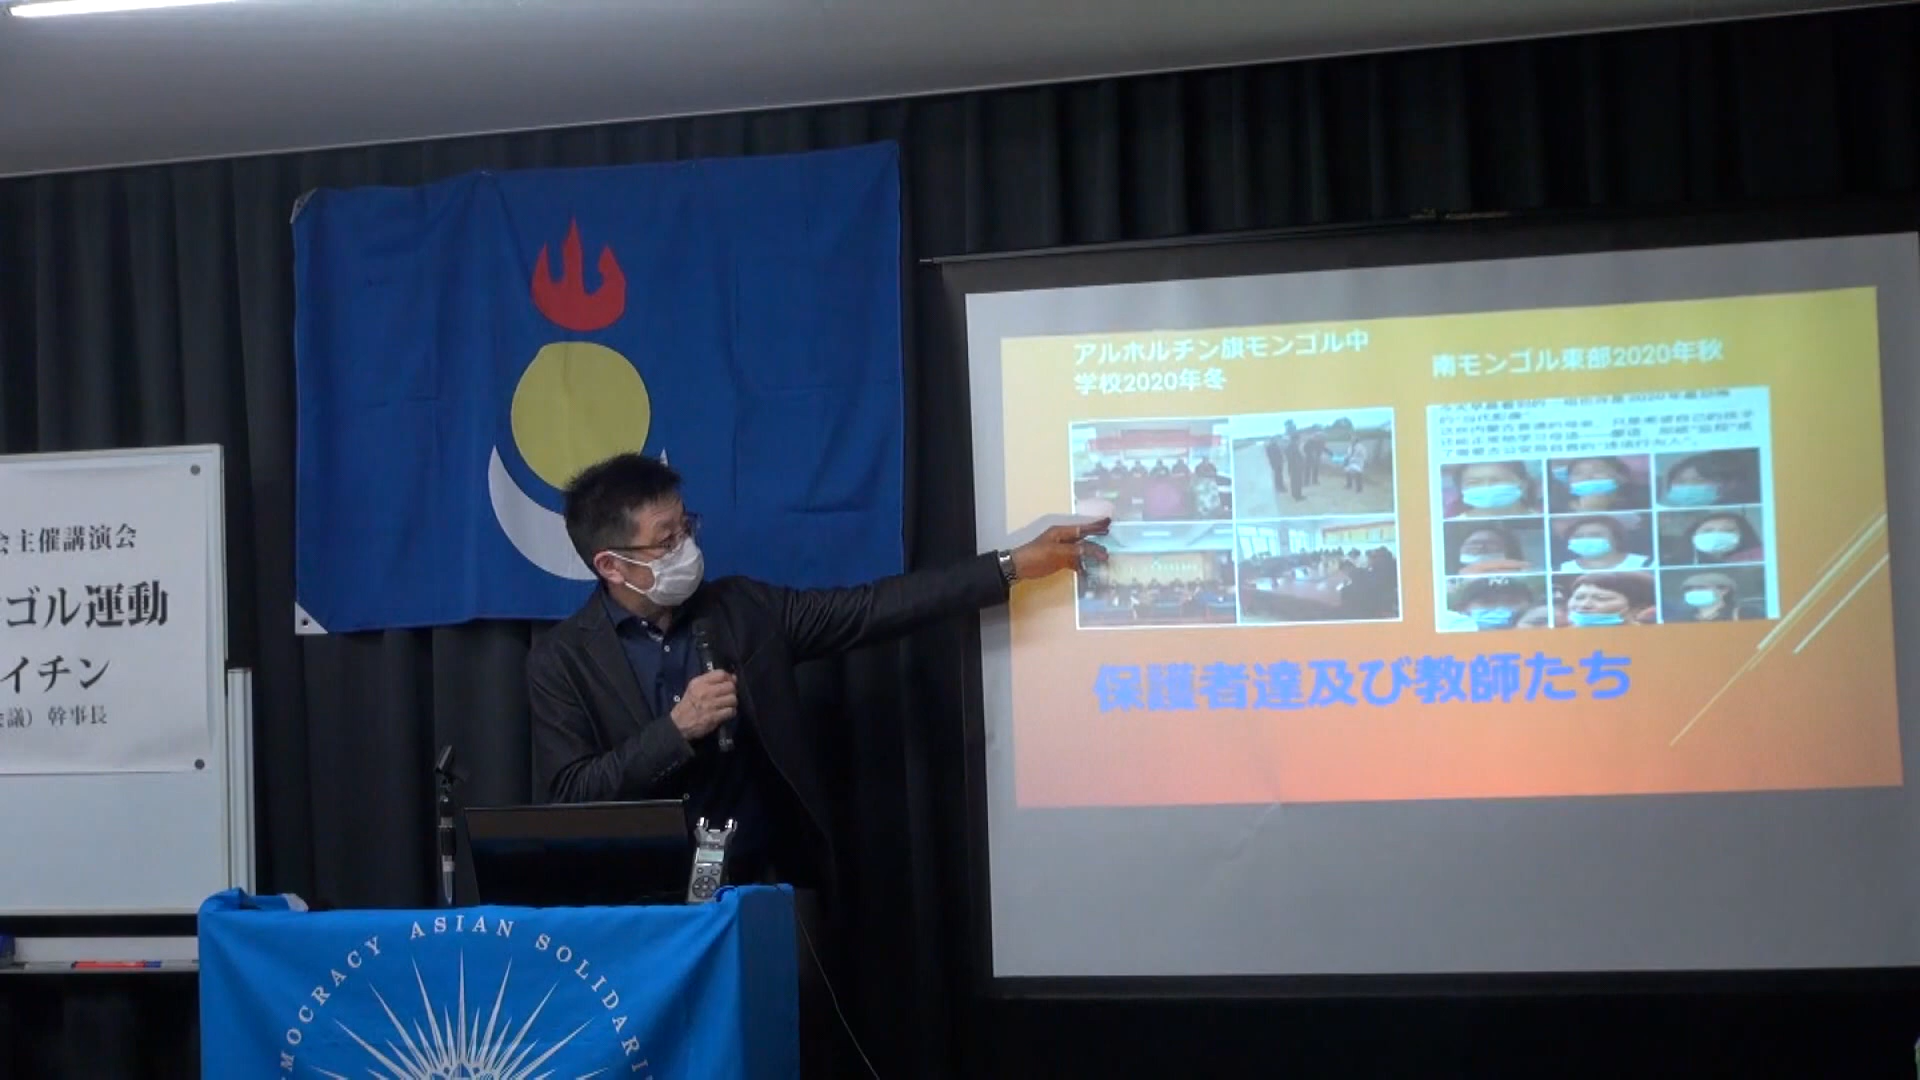 会主催講演会
ゴル運動
イチン
会議）幹事長
アルホルチン旗モンゴル中
学校2020年冬
南モンゴル東部2020年秋
保護者達及び教師たち
MOCRACY ASIAN SOLIDARI